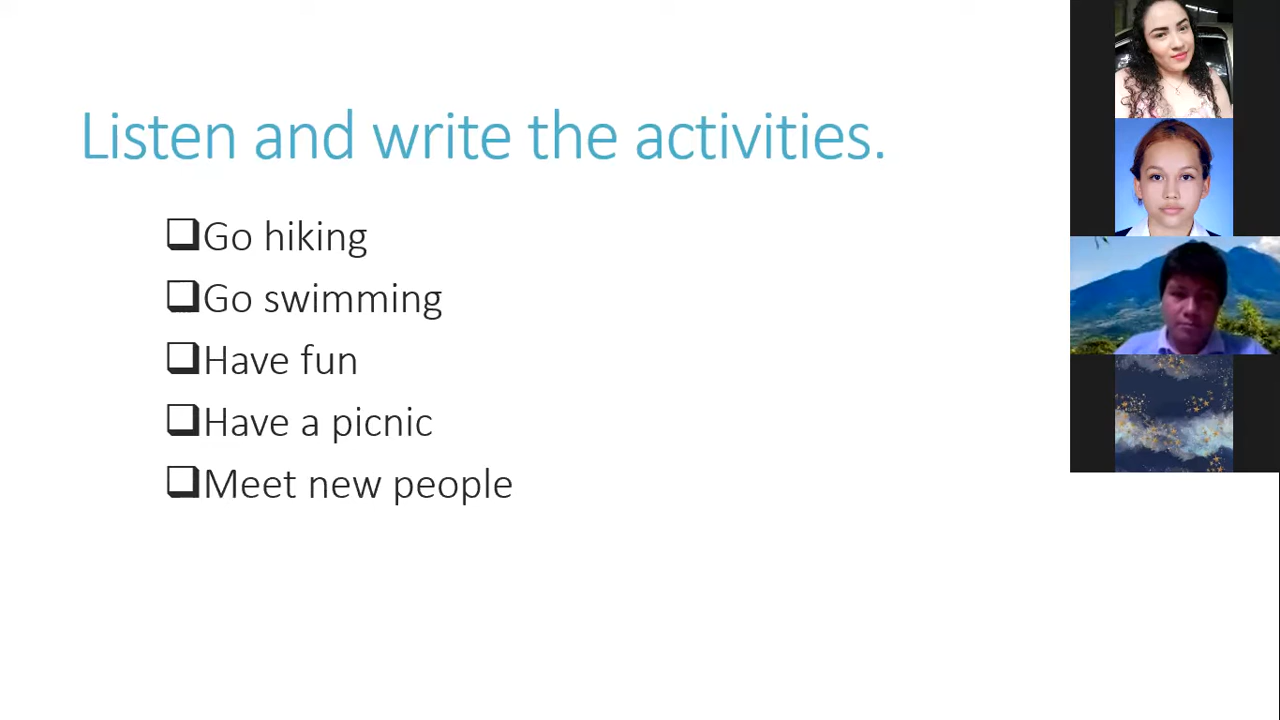 Listen and write the activities.
Go hiking
Go swimming
Have fun
Have a picnic
Meet new people